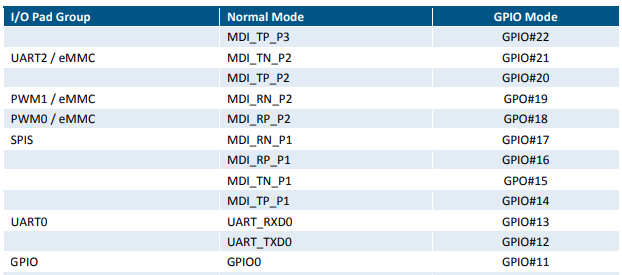 I/O Pad Group Normal Mode GPIO Mode
MDI_TP_P3 GPIO#22
UART2 / eMMC MDI_TN_P2 GPIO#21
MDI_TP_P2 GPIO#20
PWM1 / eMMC MDI_RN_P2 GPO#19
PWM0 / eMMC MDI_RP_P2 GPO#18
SPIS MDI_RN_P1 GPIO#17
MDI_RP_P1 GPIO#16
MDI_TN_P1 GPO#15
MDI_TP_P1 GPIO#14
UART0 UART_RXD0 GPIO#13
UART_TXD0 GPIO#12
GPIO GPIO0 GPIO#11